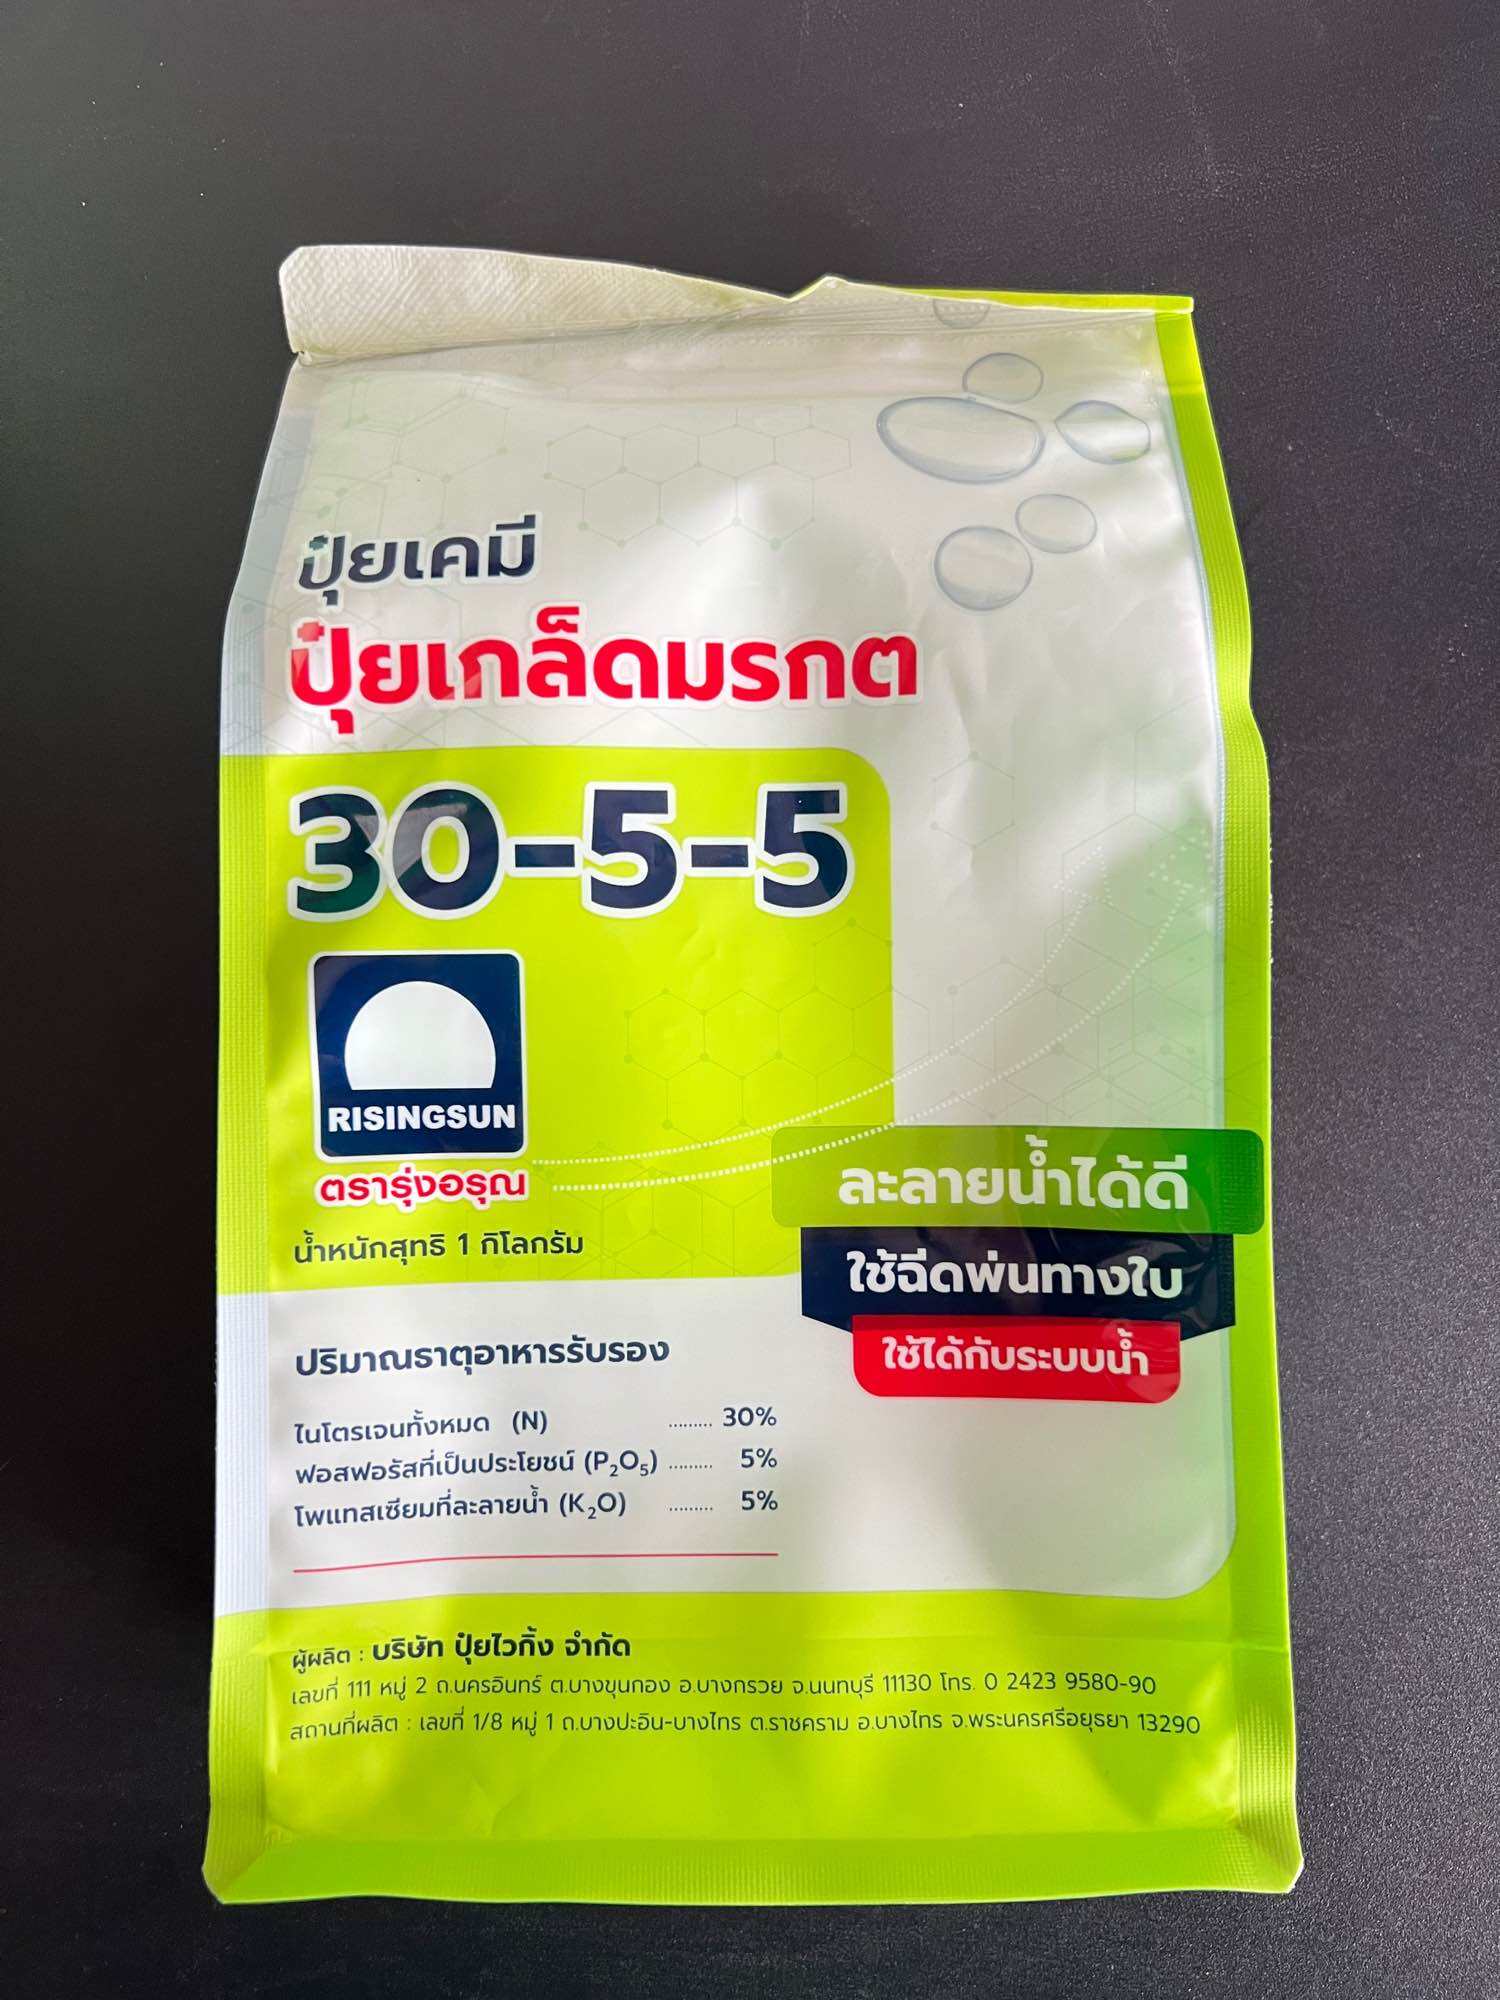 ปุ๋ยเคมี
ปุ๋ยเกล็ดมรกต
30-5-5
RISINGSUN
ตรารุ่งอรุณ
น้ำหนักสุทธิ 1 กิโลกรัม
ละลายน้ำได้ดี
ใช้ฉีดพ่นทางใบ
ใช้ได้กับระบบน้ำ
ปริมาณธาตุอาหารรับรอง
ไนโตรเจนทั้งหมด (N) ......... 30%
ฟอสฟอรัสที่เป็นประโยชน์ (P₂O₅) ......... 5%
โพแทสเซียมที่ละลายน้ำ (K₂O) ......... 5%
ผู้ผลิต : บริษัท ปุ๋ยไวกิ้ง จำกัด
เลขที่ 111 หมู่ 2 ถ.นครอินทร์ ต.บางขุนกอง อ.บางกรวย จ.นนทบุรี 11130 โทร. 0 2423 9580-90
สถานที่ผลิต : เลขที่ 1/8 หมู่ 1 ถ.บางปะอิน-บางไทร ต.ราชคราม อ.บางไทร จ.พระนครศรีอยุธยา 13290